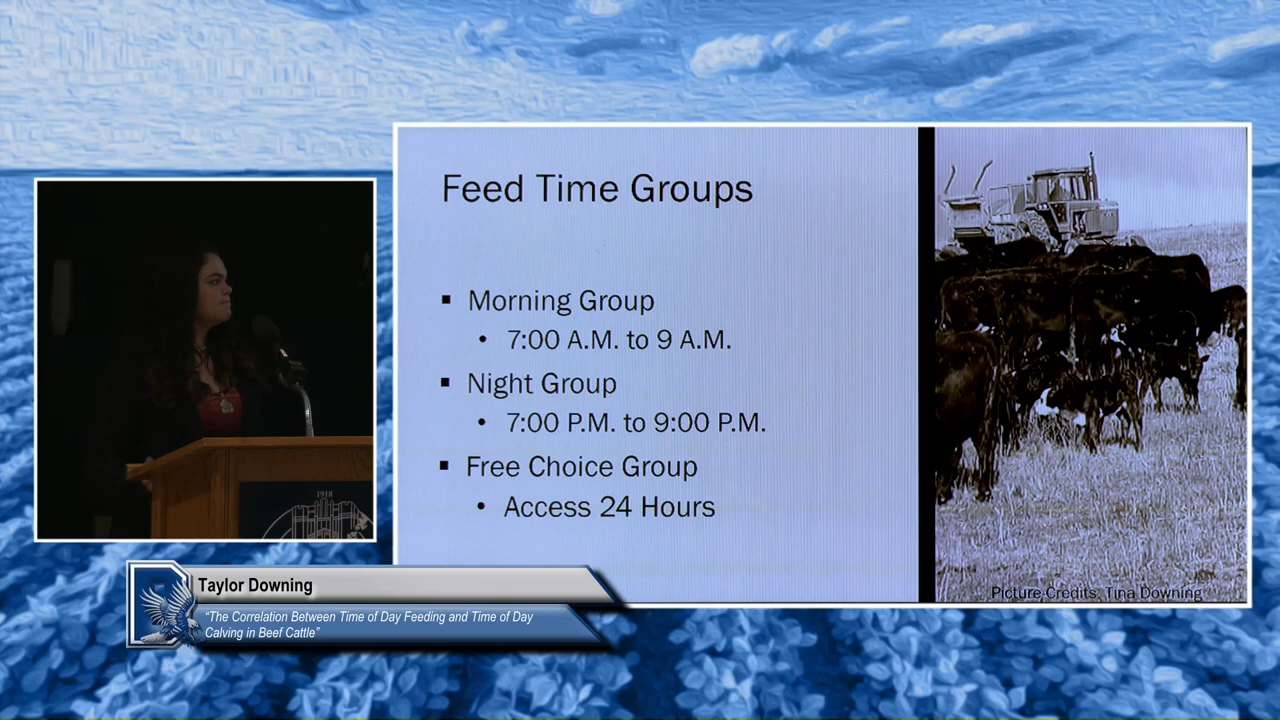 Feed Time Groups
▪ Morning Group
• 7:00 A.M. to 9 A.M.
▪ Night Group
• 7:00 P.M. to 9:00 P.M.
▪ Free Choice Group
• Access 24 Hours
Picture Credits: Tina Downing
1918
Taylor Downing
“The Correlation Between Time of Day Feeding and Time of Day
Calving in Beef Cattle”